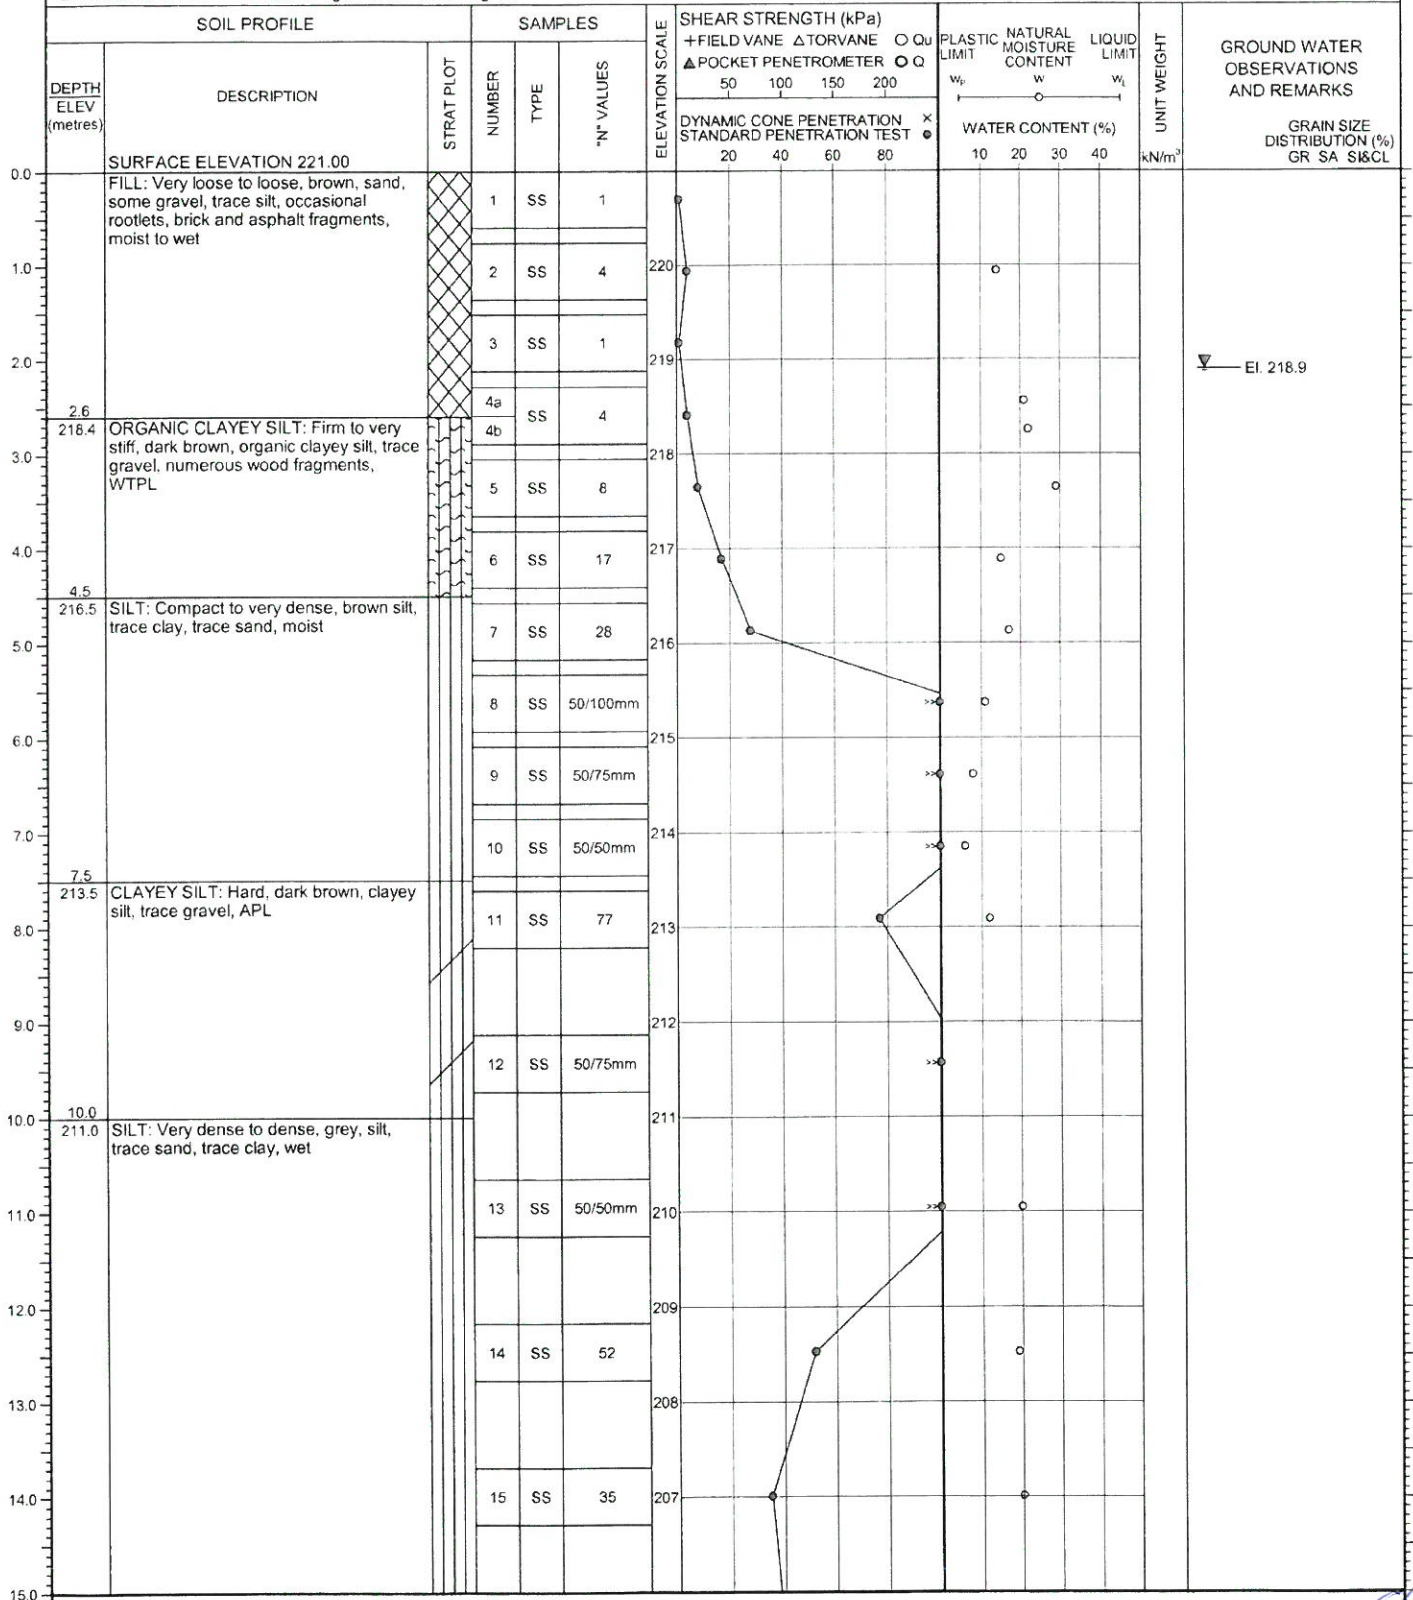 SOIL PROFILE
SAMPLES
DEPTH
ELEV
(metres)
DESCRIPTION
STRAT PLOT
NUMBER
TYPE
"N" VALUES
ELEVATION SCALE
SHEAR STRENGTH (kPa)
+FIELD VANE △TORVANE ○ Qu
▲POCKET PENETROMETER ○ Q
50 100 150 200
DYNAMIC CONE PENETRATION ×
STANDARD PENETRATION TEST ●
20 40 60 80
PLASTIC LIMIT
NATURAL MOISTURE CONTENT
LIQUID LIMIT
WP W WL
WATER CONTENT (%)
10 20 30 40
UNIT WEIGHT
kN/m³
GROUND WATER
OBSERVATIONS
AND REMARKS
GRAIN SIZE
DISTRIBUTION (%)
GR SA SI&CL
SURFACE ELEVATION 221.00
0.0
FILL: Very loose to loose, brown, sand,
some gravel, trace silt, occasional
rootlets, brick and asphalt fragments,
moist to wet
1 SS 1
1.0
220
2 SS 4
3 SS 1
2.0
219
El. 218.9
4a
SS 4
4b
2.6
218.4
ORGANIC CLAYEY SILT: Firm to very
stiff, dark brown, organic clayey silt, trace
gravel, numerous wood fragments,
WTPL
3.0
218
5 SS 8
4.0
217
6 SS 17
4.5
216.5
SILT: Compact to very dense, brown silt,
trace clay, trace sand, moist
7 SS 28
5.0
216
8 SS 50/100mm
>>
6.0
215
9 SS 50/75mm
>>
7.0
214
10 SS 50/50mm
>>
7.5
213.5
CLAYEY SILT: Hard, dark brown, clayey
silt, trace gravel, APL
11 SS 77
8.0
213
9.0
212
12 SS 50/75mm
>>
10.0
10.0
211
211.0
SILT: Very dense to dense, grey, silt,
trace sand, trace clay, wet
13 SS 50/50mm
>>
11.0
210
12.0
209
14 SS 52
13.0
208
15 SS 35
14.0
207
15.0